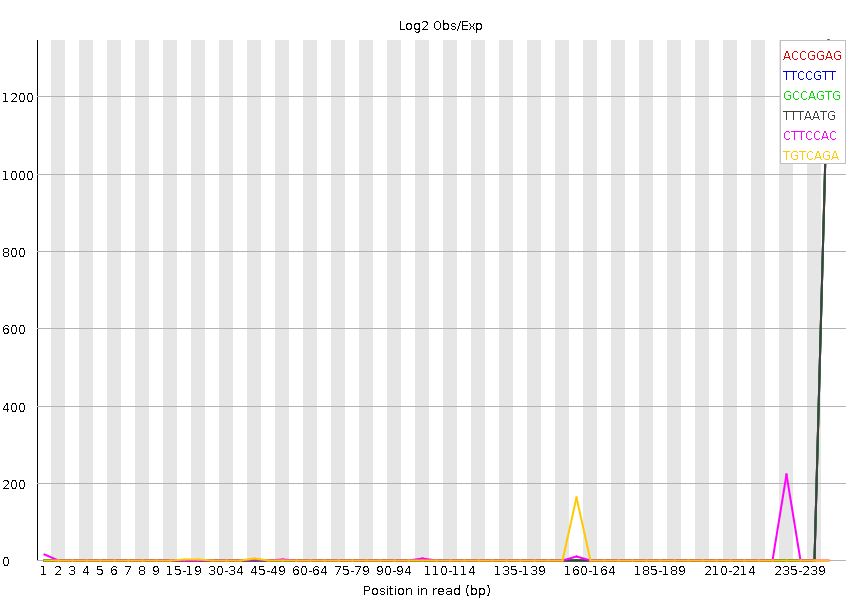 Log2 Obs/Exp
ACCGGAG
TTCCGTT
GCCAGTG
TTTAATG
CTTCCAC
TGTCAGA
1200
1000
800
600
400
200
0
1 2 3 4 5 6 7 8 9 15-19 30-34 45-49 60-64 75-79 90-94 110-114 135-139 160-164 185-189 210-214 235-239
Position in read (bp)